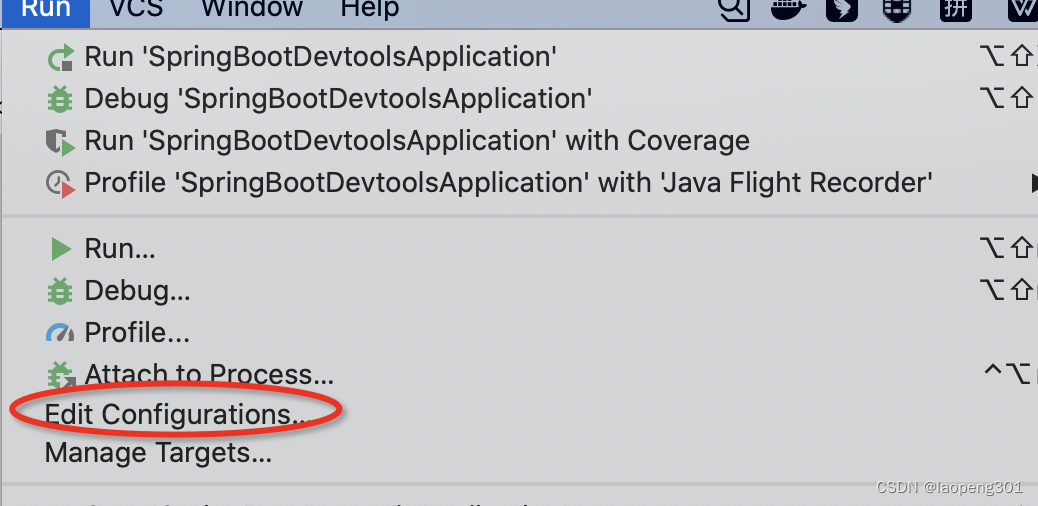 Run VCS Window Help
拼 W
Run 'SpringBootDevtoolsApplication' ⌥⇧
Debug 'SpringBootDevtoolsApplication' ⌥⇧
Run 'SpringBootDevtoolsApplication' with Coverage
Profile 'SpringBootDevtoolsApplication' with 'Java Flight Recorder'
Run... ⌥⇧
Debug... ⌥⇧
Profile...
Attach to Process... ^⌥
Edit Configurations...
Manage Targets...
CSDN @laopeng301